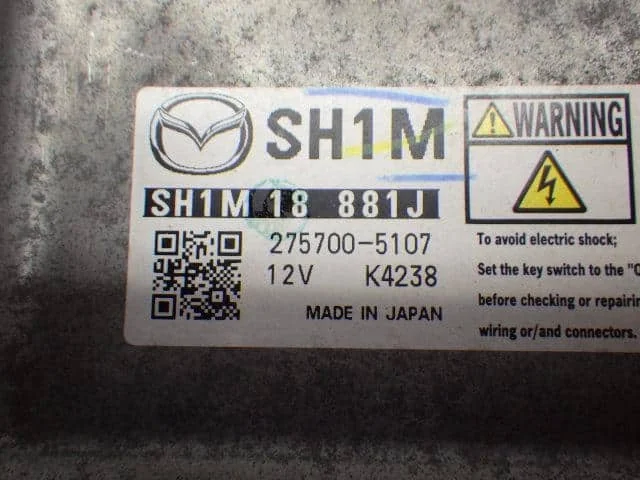 SH1M
WARNING
SH1M 18 881J
275700-5107
12V K4238
MADE IN JAPAN
To avoid electric shock;
Set the key switch to the
before checking or repairin
wiring or/and connectors.